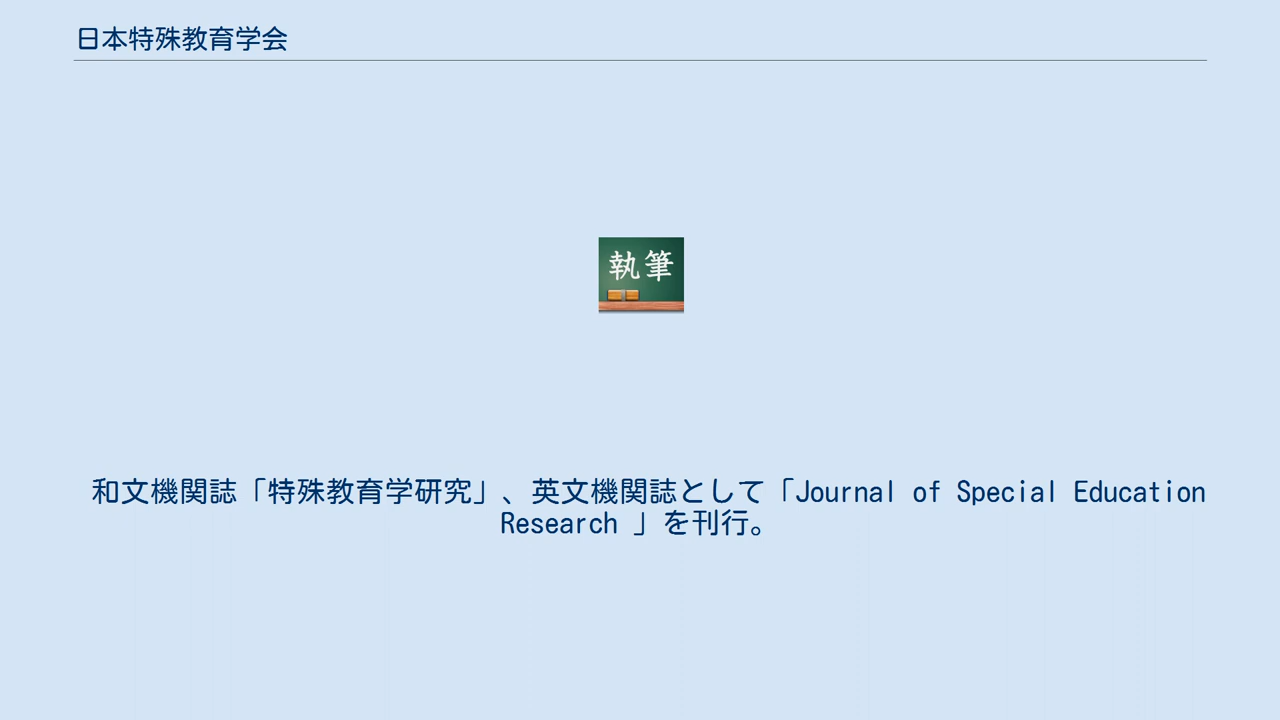 日本特殊教育学会
執筆
和文機関誌「特殊教育学研究」、英文機関誌として「Journal of Special Education
Research 」を刊行。